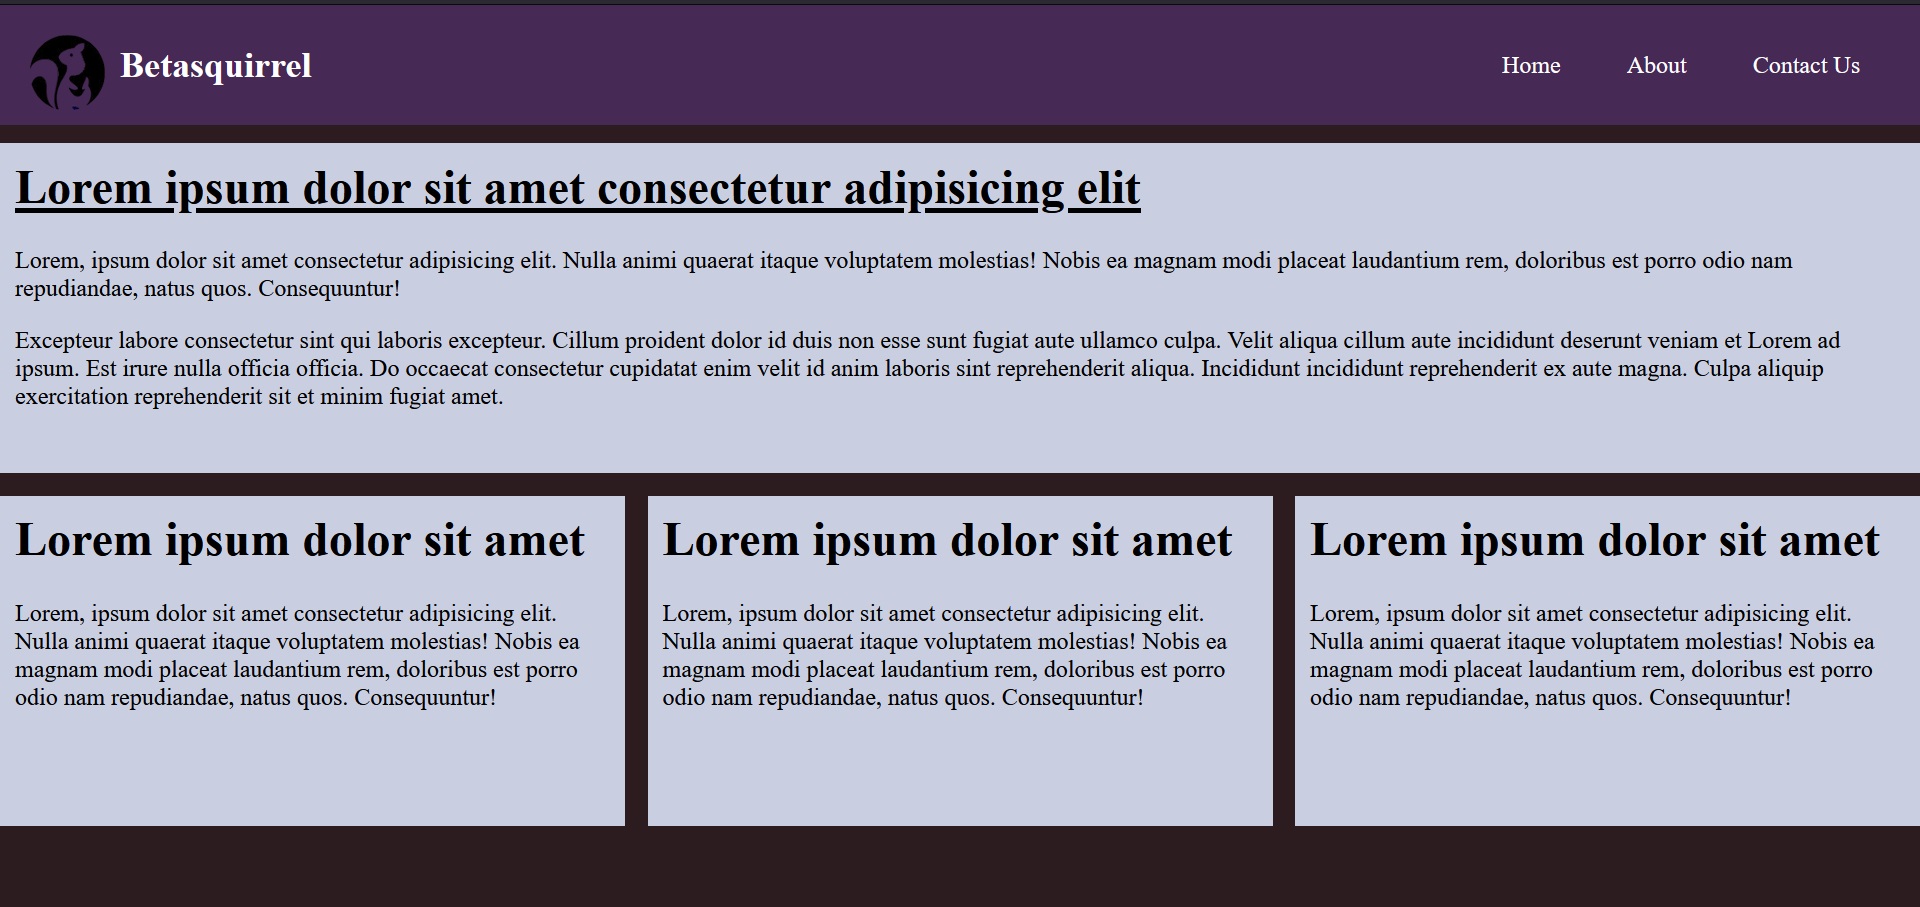 Betasquirrel
Home About Contact Us
Lorem ipsum dolor sit amet consectetur adipisicing elit
Lorem, ipsum dolor sit amet consectetur adipisicing elit. Nulla animi quaerat itaque voluptatem molestias! Nobis ea magnam modi placeat laudantium rem, doloribus est porro odio nam
repudiandae, natus quos. Consequuntur!
Excepteur labore consectetur sint qui laboris excepteur. Cillum proident dolor id duis non esse sunt fugiat aute ullamco culpa. Velit aliqua cillum aute incididunt deserunt veniam et Lorem ad
ipsum. Est irure nulla officia officia. Do occaecat consectetur cupidatat enim velit id anim laboris sint reprehenderit aliqua. Incididunt incididunt reprehenderit ex aute magna. Culpa aliquip
exercitation reprehenderit sit et minim fugiat amet.
Lorem ipsum dolor sit amet
Lorem, ipsum dolor sit amet consectetur adipisicing elit.
Nulla animi quaerat itaque voluptatem molestias! Nobis ea
magnam modi placeat laudantium rem, doloribus est porro
odio nam repudiandae, natus quos. Consequuntur!
Lorem ipsum dolor sit amet
Lorem, ipsum dolor sit amet consectetur adipisicing elit.
Nulla animi quaerat itaque voluptatem molestias! Nobis ea
magnam modi placeat laudantium rem, doloribus est porro
odio nam repudiandae, natus quos. Consequuntur!
Lorem ipsum dolor sit amet
Lorem, ipsum dolor sit amet consectetur adipisicing elit.
Nulla animi quaerat itaque voluptatem molestias! Nobis ea
magnam modi placeat laudantium rem, doloribus est porro
odio nam repudiandae, natus quos. Consequuntur!